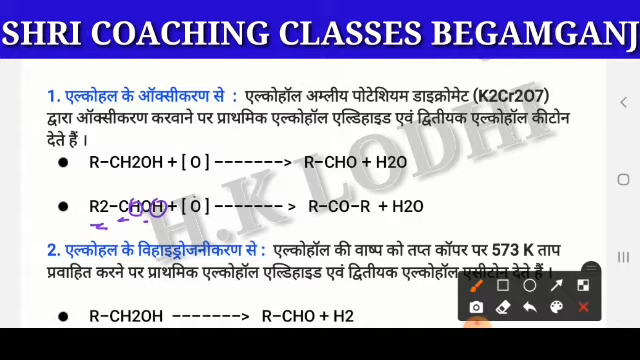 SHRI COACHING CLASSES BEGAMGANJ
1. एल्कोहल के ऑक्सीकरण से : एल्कोहॉल अम्लीय पोटेशियम डाइक्रोमेट (K2Cr2O7)
द्वारा ऑक्सीकरण करवाने पर प्राथमिक एल्कोहॉल एल्डिहाइड एवं द्वितीयक एल्कोहॉल कीटोन
देते हैं ।
● R−CH2OH + [ O ] −−−−−−−> R−CHO + H2O
● R2−CHOH + [ O ] −−−−−−− > R−CO−R + H2O
H.K LODHI
2. एल्कोहल के विहाइड्रोजनीकरण से : एल्कोहॉल की वाष्प को तप्त कॉपर पर 573 K ताप
प्रवाहित करने पर प्राथमिक एल्कोहॉल एल्डिहाइड एवं द्वितीयक एल्कोहॉल एसीटोन देते हैं ।
● R−CH2OH −−−−−−−> R−CHO + H2